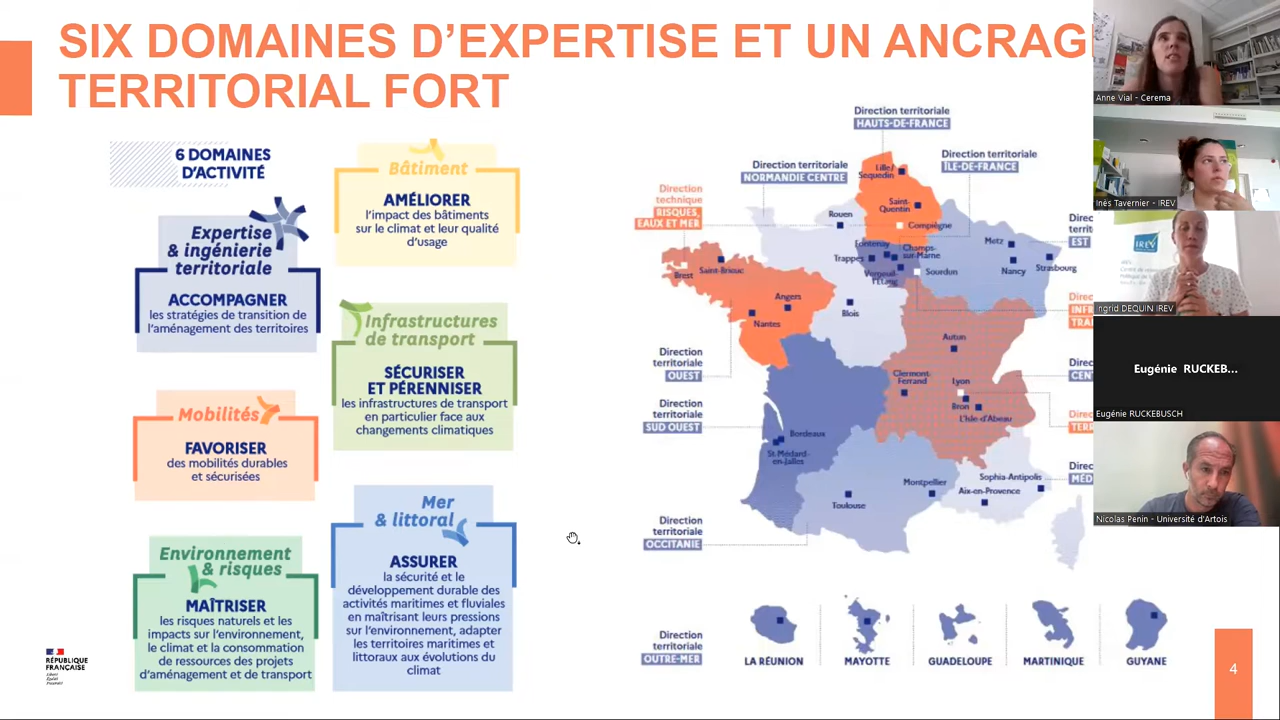 SIX DOMAINES D'EXPERTISE ET UN ANCRAG
TERRITORIAL FORT
6 DOMAINES
D'ACTIVITÉ
Expertise
& ingénierie
territoriale
ACCOMPAGNER
les stratégies de transition de
l'aménagement des territoires
Mobilités
FAVORISER
des mobilités durables
et sécurisées
Environnement
& risques
MAÎTRISER
les risques naturels et les
impacts sur l'environnement,
le climat et la consommation
de ressources des projets
d'aménagement et de transport
Bâtiment
AMÉLIORER
l'impact des bâtiments
sur le climat et leur qualité
d'usage
Infrastructures
de transport
SÉCURISER
ET PÉRENNISER
les infrastructures de transport
en particulier face aux
changements climatiques
Mer
& littoral
ASSURER
la sécurité et le
développement durable des
activités maritimes et fluviales
en maîtrisant leurs pressions
sur l'environnement, adapter
les territoires maritimes et
littoraux aux évolutions du
climat
Direction territoriale
HAUTS-DE-FRANCE
Direction territoriale
NORMANDIE CENTRE
Direction territoriale
ÎLE-DE-FRANCE
Direction
technique
RISQUES,
EAUX ET MER
Direction
territoriale
OUEST
Direction
territoriale
SUD OUEST
Direction
territoriale
OCCITANIE
Direction
territoriale
OUTRE-MER
Direc
territ
EST
Direc
INFR
TRA
Direc
CEN
Direc
TERR
Direc
MÉD
Lille/
Sequedin
Saint-
Quentin
Compiègne
Rouen
Fontenay
Champs-
sur-Marne
Trappes
Verneuil-
l'Étang
Sourdun
Metz
Nancy
Strasbourg
Brest
Saint-Brieuc
Angers
Nantes
Blois
Autun
Clermont-
Ferrand
Lyon
Bron
L'Isle d'Abeau
Bordeaux
St-Médard-
en-Jalles
Toulouse
Montpellier
Sophia-Antipolis
Aix-en-Provence
LA RÉUNION
MAYOTTE
GUADELOUPE
MARTINIQUE
GUYANE
RÉPUBLIQUE
FRANÇAISE
Liberté
Égalité
Fraternité
4
Anne Vial - Cerema
Inès Tavernier - IREV
IREV
Ingrid DEQUIN IREV
Eugénie RUCKEB...
Eugénie RUCKEBUSCH
Nicolas Penin - Université d'Artois